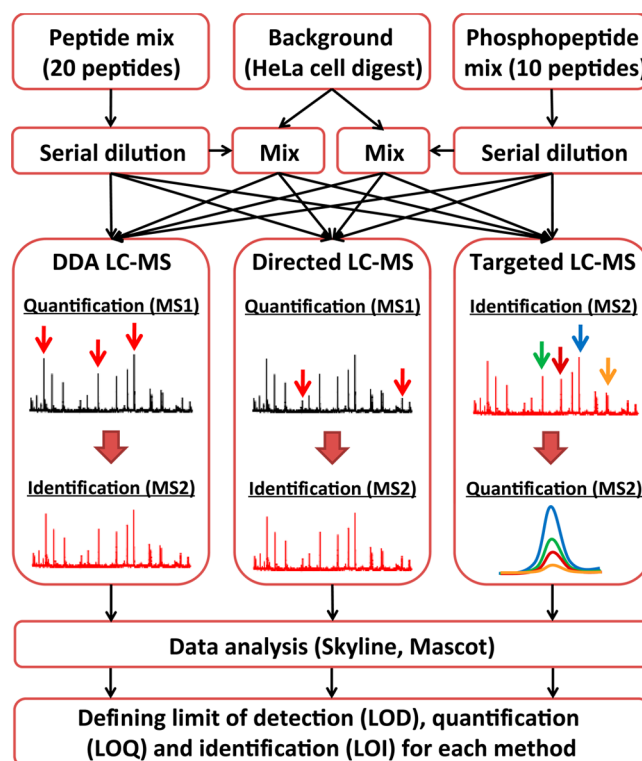 Peptide mix
(20 peptides)
Background
(HeLa cell digest)
Phosphopeptide
mix (10 peptides)
Serial dilution
Mix
Mix
Serial dilution
DDA LC-MS
Quantification (MS1)
Identification (MS2)
Directed LC-MS
Quantification (MS1)
Identification (MS2)
Targeted LC-MS
Identification (MS2)
Quantification (MS2)
Data analysis (Skyline, Mascot)
Defining limit of detection (LOD), quantification
(LOQ) and identification (LOI) for each method